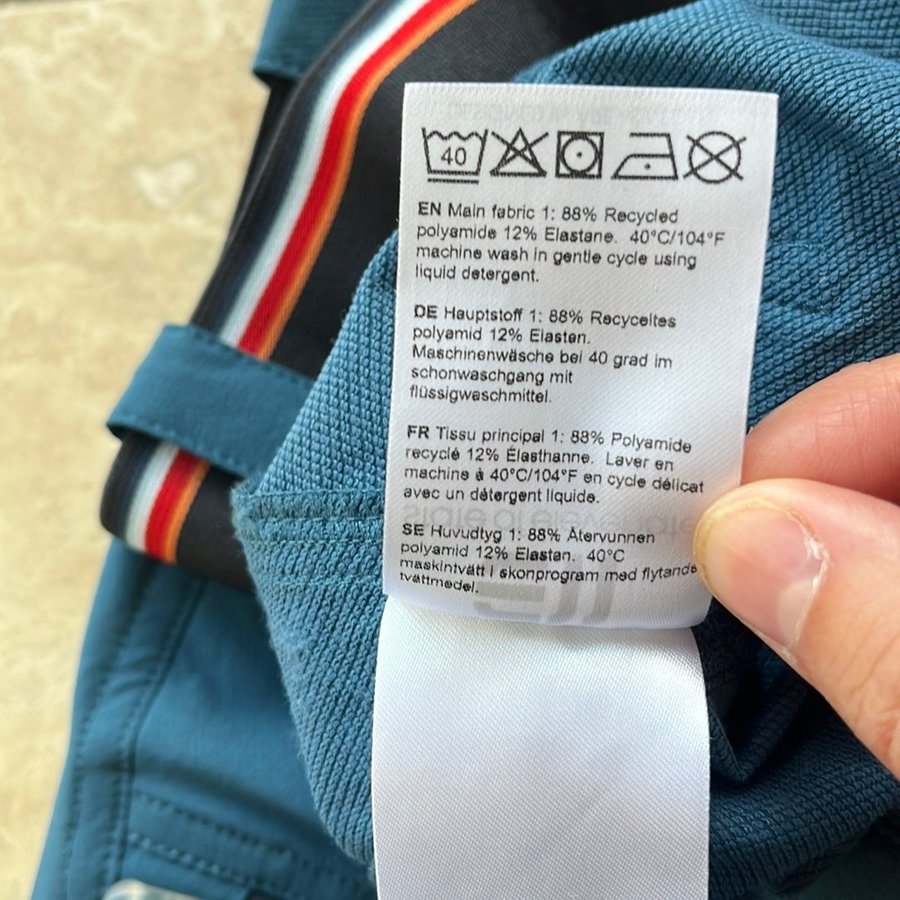 40
EN Main fabric 1: 88% Recycled
polyamide 12% Elastane. 40°C/104°F
machine wash in gentle cycle using
liquid detergent.
DE Hauptstoff 1: 88% Recyceltes
polyamid 12% Elastan.
Maschinenwäsche bei 40 grad im
schonwaschgang mit
flüssigwaschmittel.
FR Tissu principal 1: 88% Polyamide
recyclé 12% Élasthanne. Laver en
machine à 40°C/104°F en cycle délicat
avec un détergent liquide.
SE Huvudtyg 1: 88% Återvunnen
polyamid 12% Elastan. 40°C
maskintvätt i skonprogram med flytande
tvättmedel.